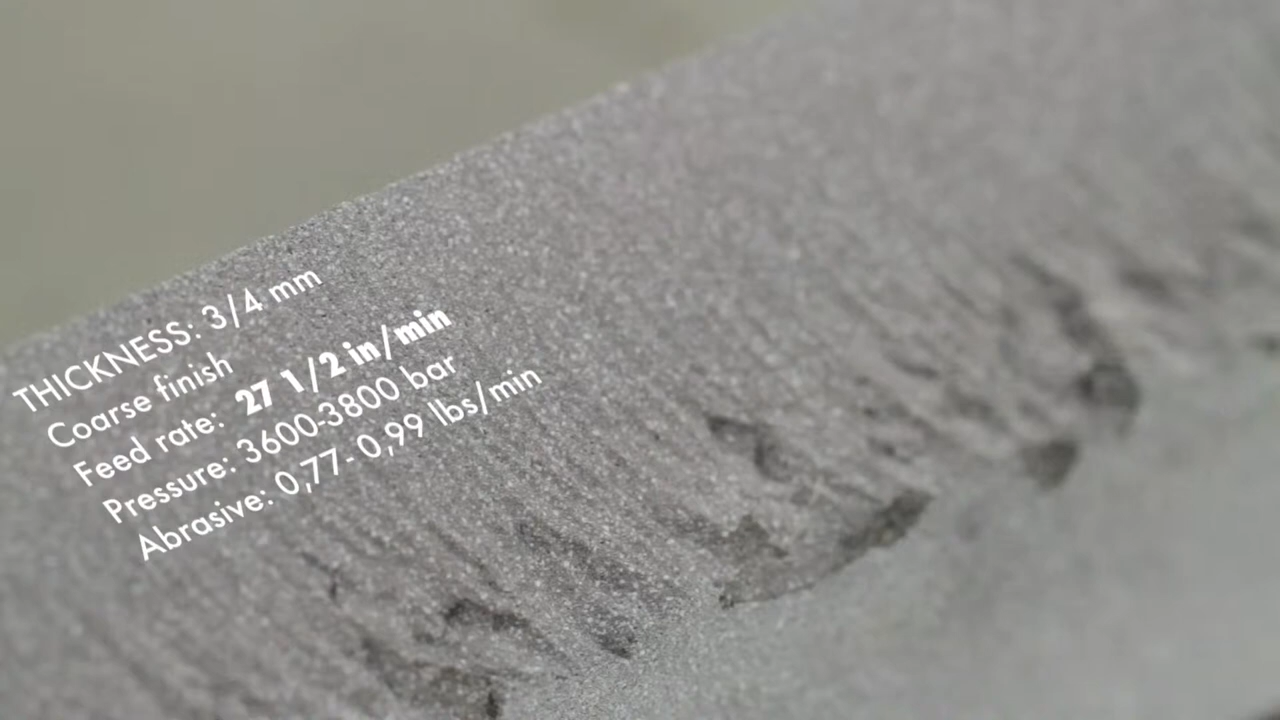 THICKNESS: 3/4 mm
Coarse finish
Feed rate: 27 1/2 in/min
Pressure: 3600-3800 bar
Abrasive: 0,77- 0,99 lbs/min